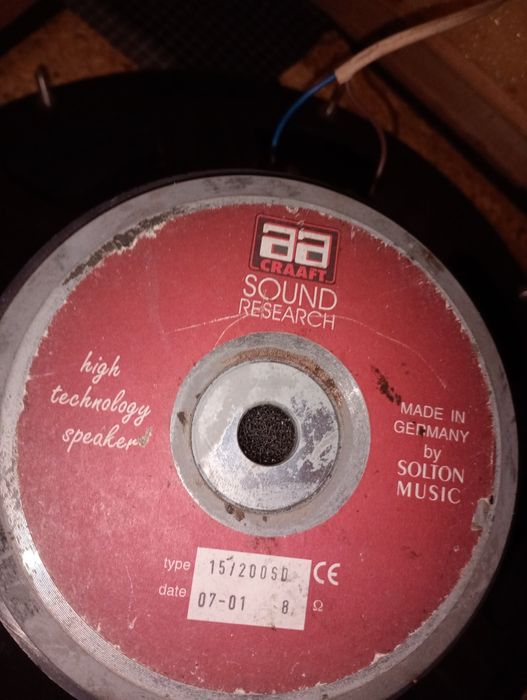 aa
CRAAFT
SOUND
RESEARCH
high
technology
speaker
MADE IN
GERMANY
by
SOLTON
MUSIC
type 15/200SD CE
date 07-01 8 Ω